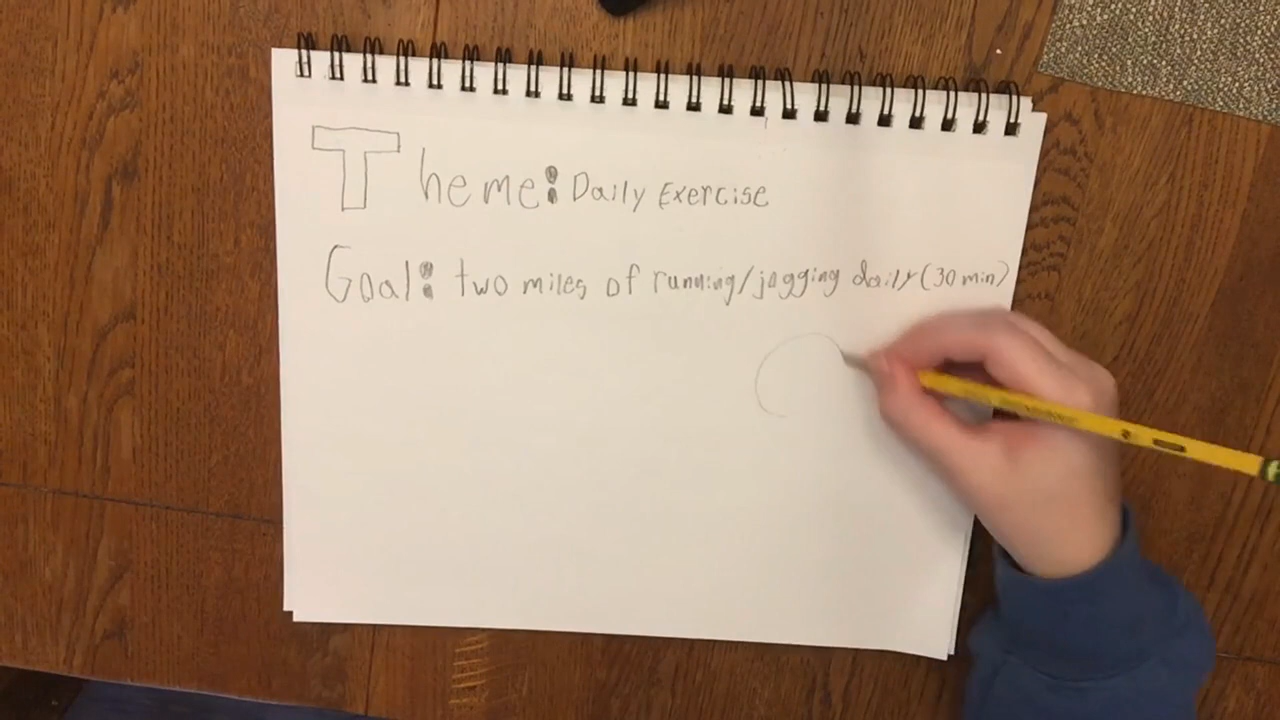 Theme: Daily Exercise
Goal: two miles of running/jogging daily (30 min)